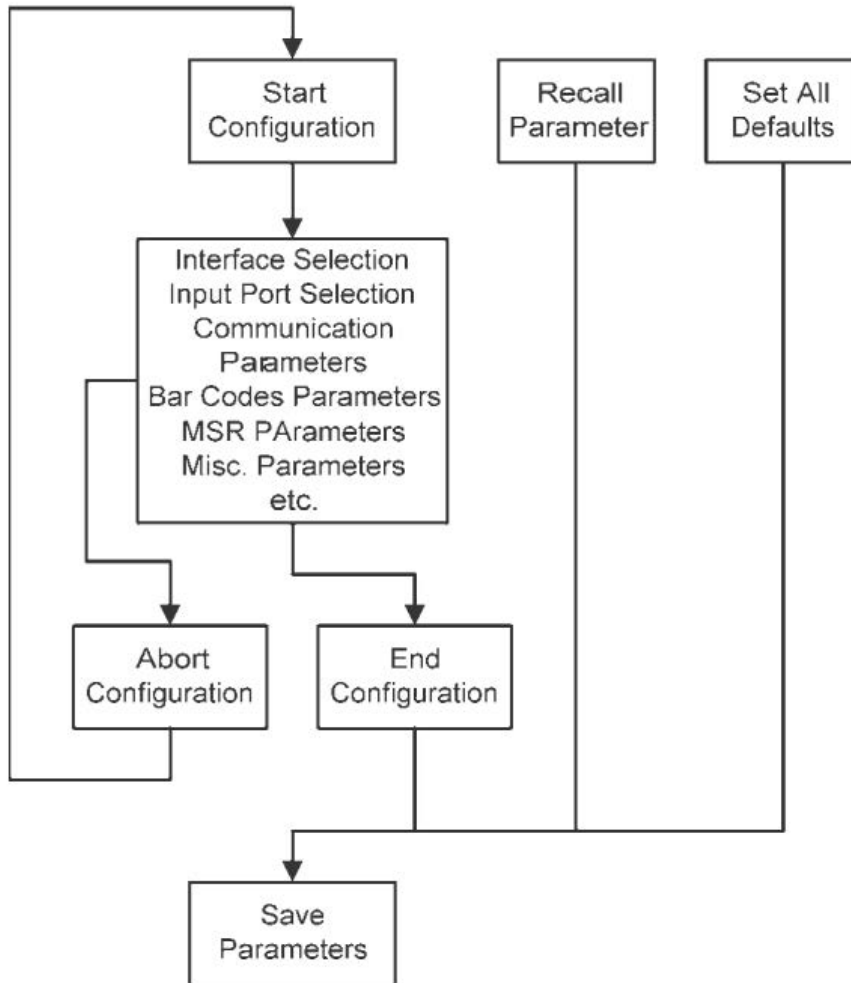 Start
Configuration
Recall
Parameter
Set All
Defaults
Interface Selection
Input Port Selection
Communication
Parameters
Bar Codes Parameters
MSR PArameters
Misc. Parameters
etc.
Abort
Configuration
End
Configuration
Save
Parameters